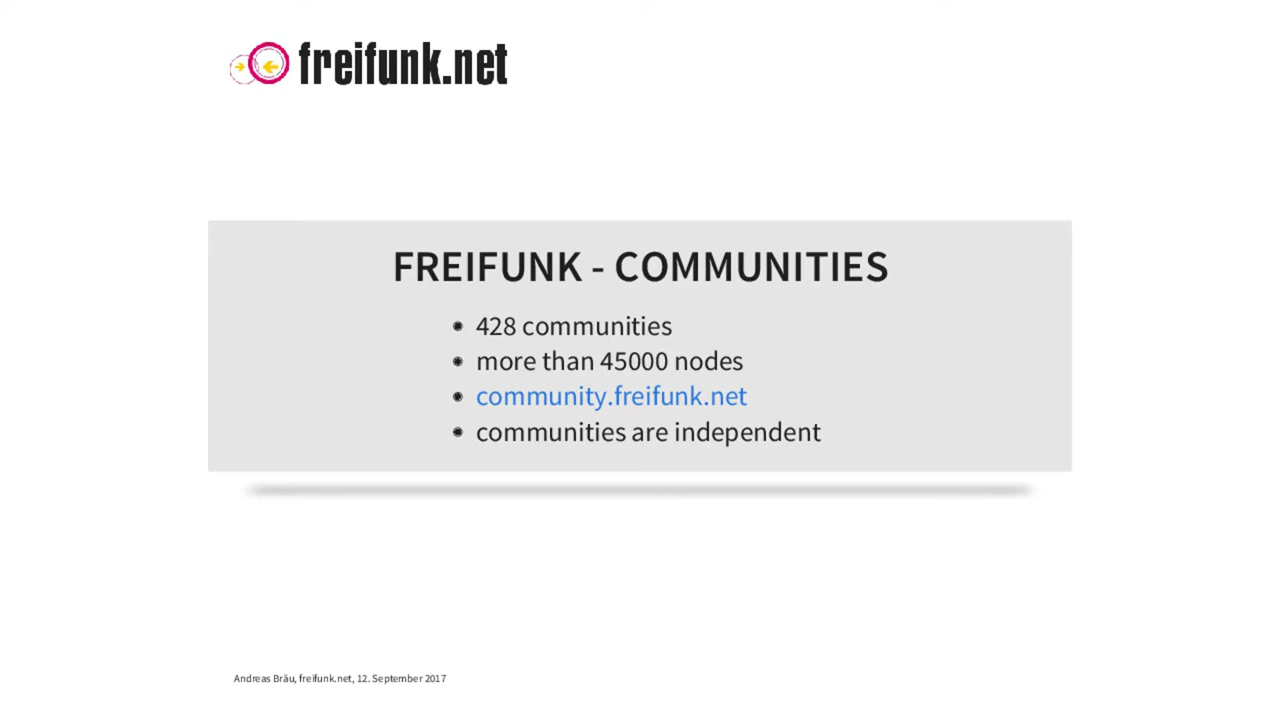 freifunk.net
FREIFUNK - COMMUNITIES
428 communities
more than 45000 nodes
community.freifunk.net
communities are independent
Andreas Bräu, freifunk.net, 12. September 2017